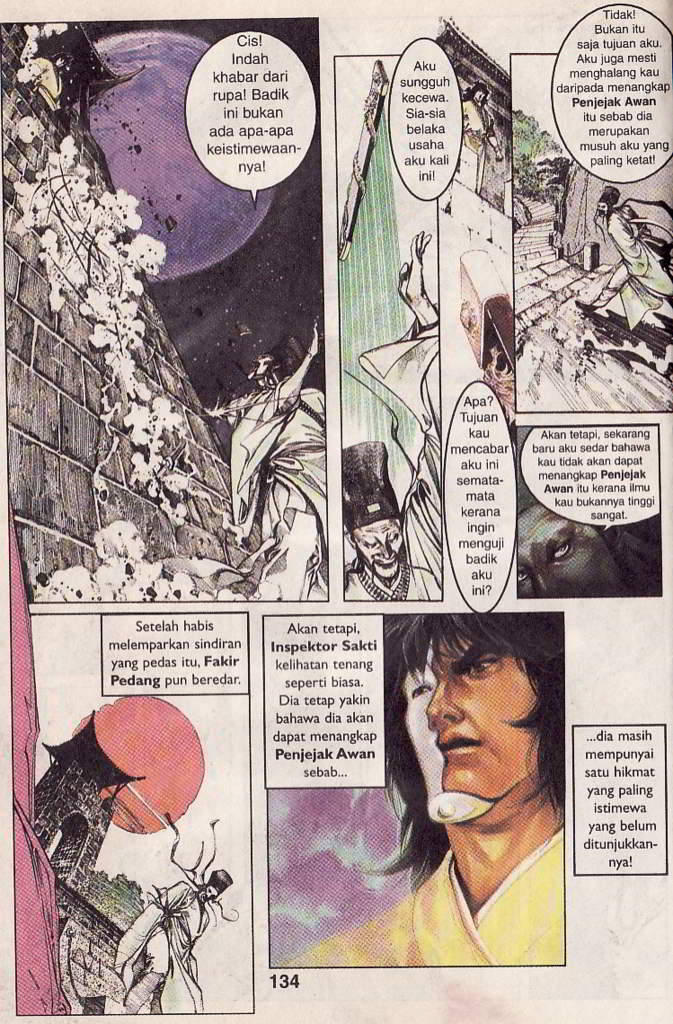 Cis!
Indah
khabar dari
rupa! Badik
ini bukan
ada apa-apa
keistimewaan-
nya!
Aku
sungguh
kecewa.
Sia-sia
belaka
usaha
aku kali
ini!
Apa?
Tujuan
kau
mencabar
aku ini
semata-
mata
kerana
ingin
menguji
badik
aku
ini?
Tidak!
Bukan itu
saja tujuan aku.
Aku juga mesti
menghalang kau
daripada menangkap
Penjejak Awan
itu sebab dia
merupakan
musuh aku yang
paling ketat!
Akan tetapi, sekarang
baru aku sedar bahawa
kau tidak akan dapat
menangkap Penjejak
Awan itu kerana ilmu
kau bukannya tinggi
sangat.
Setelah habis
melemparkan sindiran
yang pedas itu, Fakir
Pedang pun beredar.
Akan tetapi,
Inspektor Sakti
kelihatan tenang
seperti biasa.
Dia tetap yakin
bahawa dia akan
dapat menangkap
Penjejak Awan
sebab...
...dia masih
mempunyai
satu hikmat
yang paling
istimewa
yang belum
ditunjukkan-
nya!
134